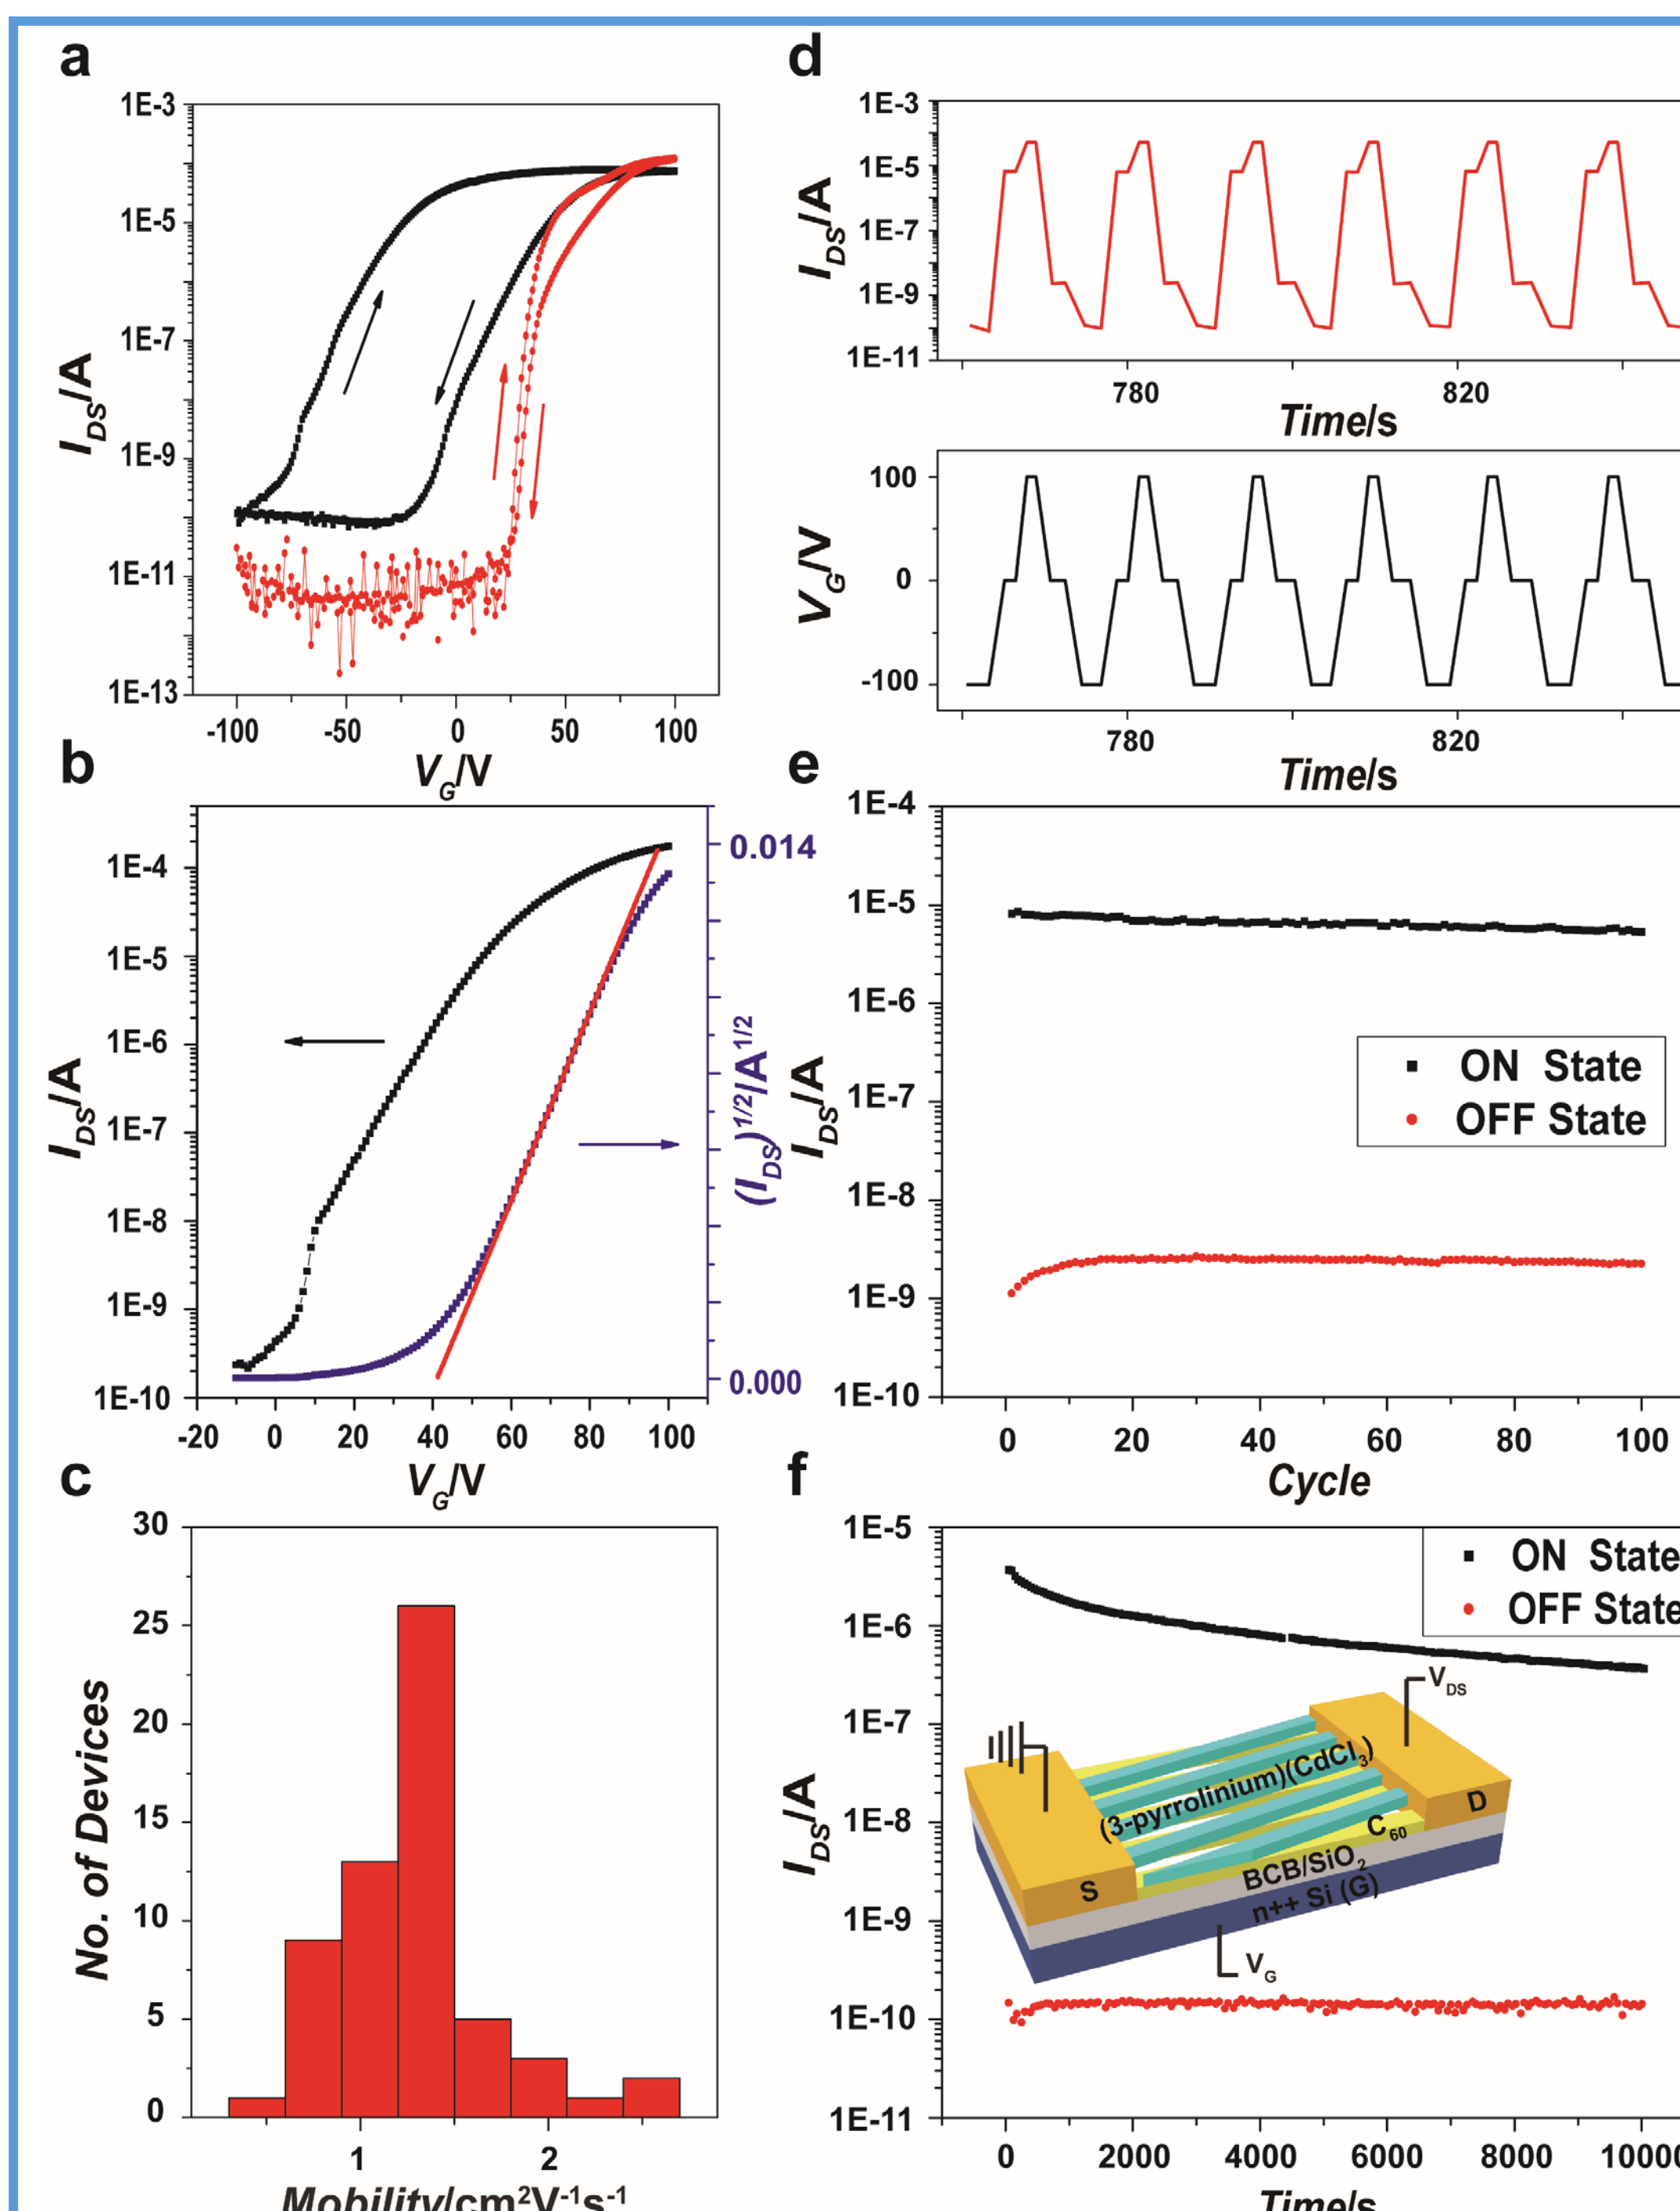 a
1E-3
1E-5
1E-7
1E-9
1E-11
1E-13
I_DS/A
-100 -50 0 50 100
V_G/V
b
1E-4
1E-5
1E-6
1E-7
1E-8
1E-9
1E-10
I_DS/A
0.014
0.000
(I_DS)^1/2/A^1/2
-20 0 20 40 60 80 100
V_G/V
c
30
25
20
15
10
5
0
No. of Devices
1 2
Mobility/cm²V⁻¹s⁻¹
d
1E-3
1E-5
1E-7
1E-9
1E-11
I_DS/A
780 820
Time/s
100
0
-100
V_G/V
780 820
Time/s
e
1E-4
1E-5
1E-6
1E-7
1E-8
1E-9
1E-10
I_DS/A
ON State
OFF State
0 20 40 60 80 100
Cycle
f
1E-5
1E-6
1E-7
1E-8
1E-9
1E-10
1E-11
I_DS/A
ON State
OFF State
V_DS
(3-pyrrolinium)(CdCl₃)
D
C₆₀
BCB/SiO₂
S
n++ Si (G)
V_G
0 2000 4000 6000 8000 10000
Time/s